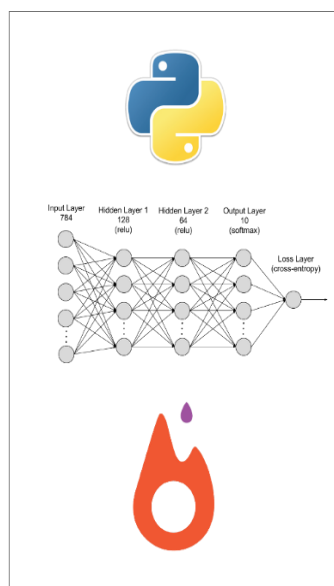 Input Layer
784
Hidden Layer 1
128
(relu)
Hidden Layer 2
64
(relu)
Output Layer
10
(softmax)
Loss Layer
(cross-entropy)